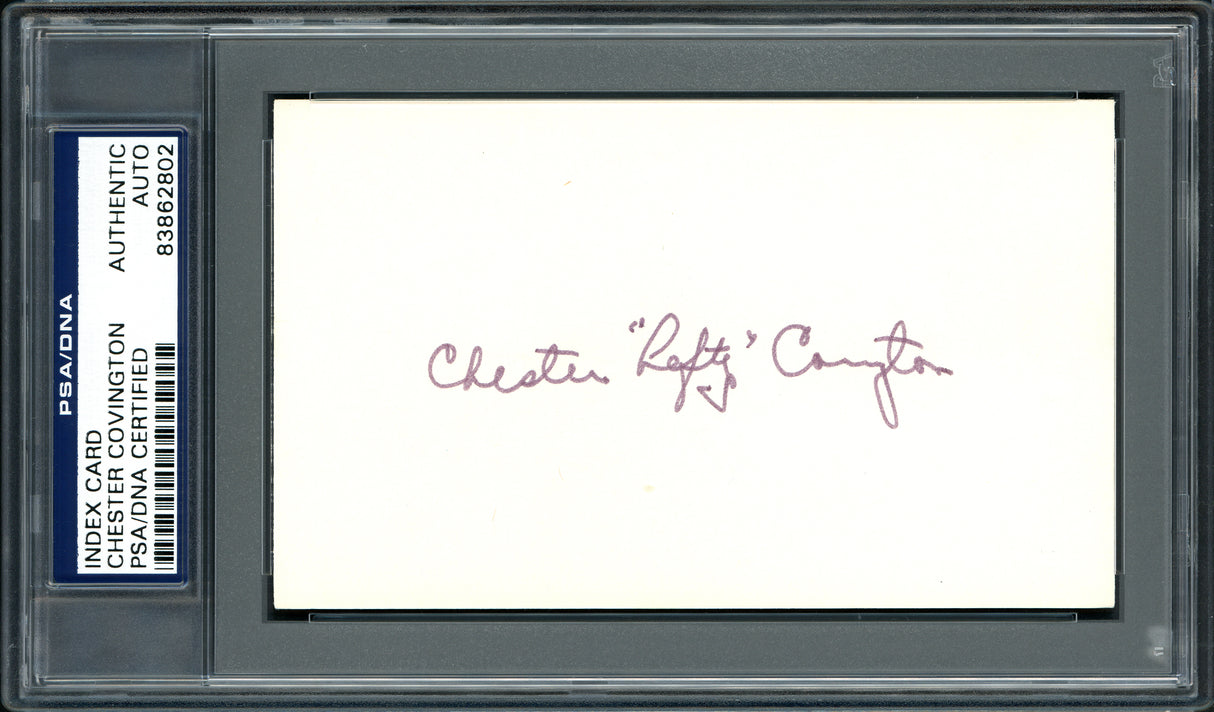 PSA/DNA
INDEX CARD
CHESTER COVINGTON AUTHENTIC
PSA/DNA CERTIFIED AUTO
83862802
Chester "Lefty" Covington